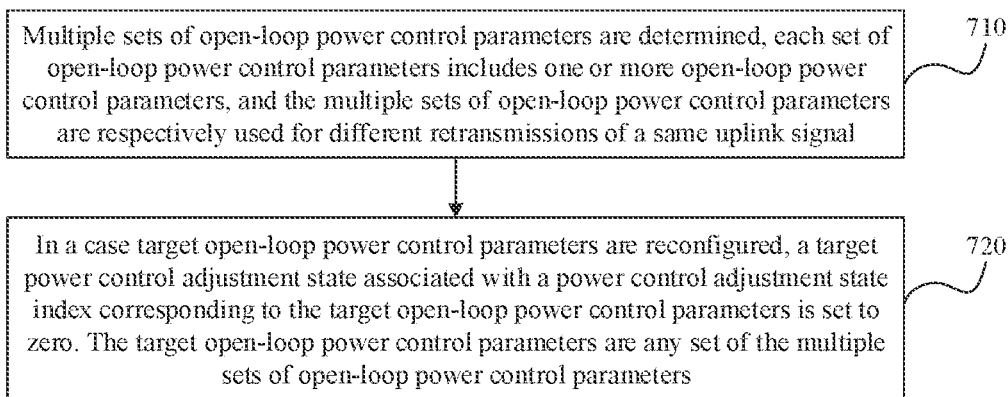 Multiple sets of open-loop power control parameters are determined, each set of
open-loop power control parameters includes one or more open-loop power
control parameters, and the multiple sets of open-loop power control parameters
are respectively used for different retransmissions of a same uplink signal
710
In a case target open-loop power control parameters are reconfigured, a target
power control adjustment state associated with a power control adjustment state
index corresponding to the target open-loop power control parameters is set to
zero. The target open-loop power control parameters are any set of the multiple
sets of open-loop power control parameters
720